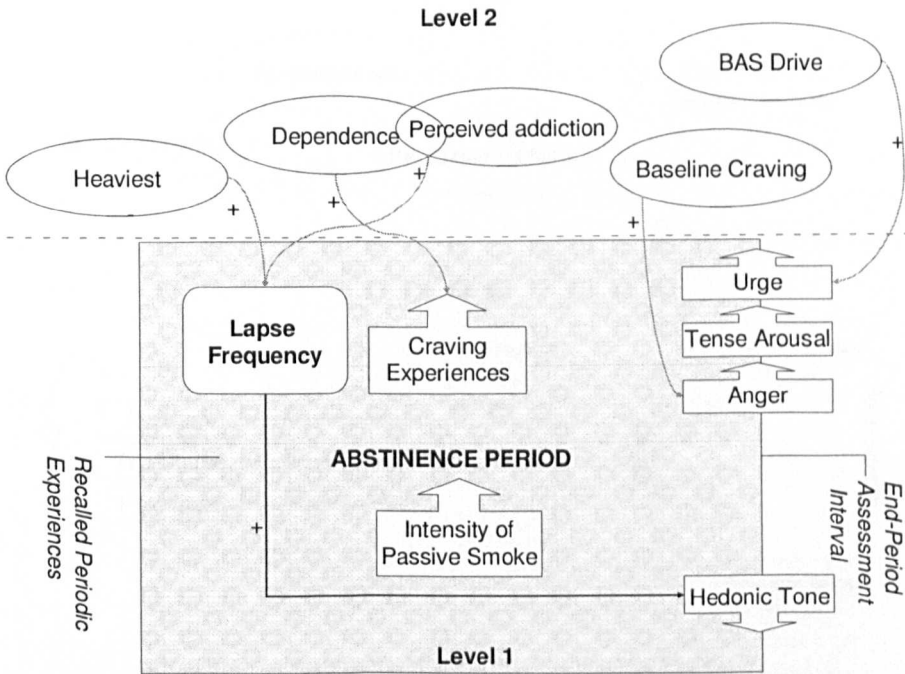 Level 2
BAS Drive
Dependence
Perceived addiction
+
Heaviest
Baseline Craving
+
+
+
+
Urge
Lapse
Frequency
Craving
Experiences
Tense Arousal
Anger
ABSTINENCE PERIOD
Recalled Periodic
Experiences
End-Period
Assessment
Interval
+
Intensity of
Passive Smoke
Hedonic Tone
Level 1